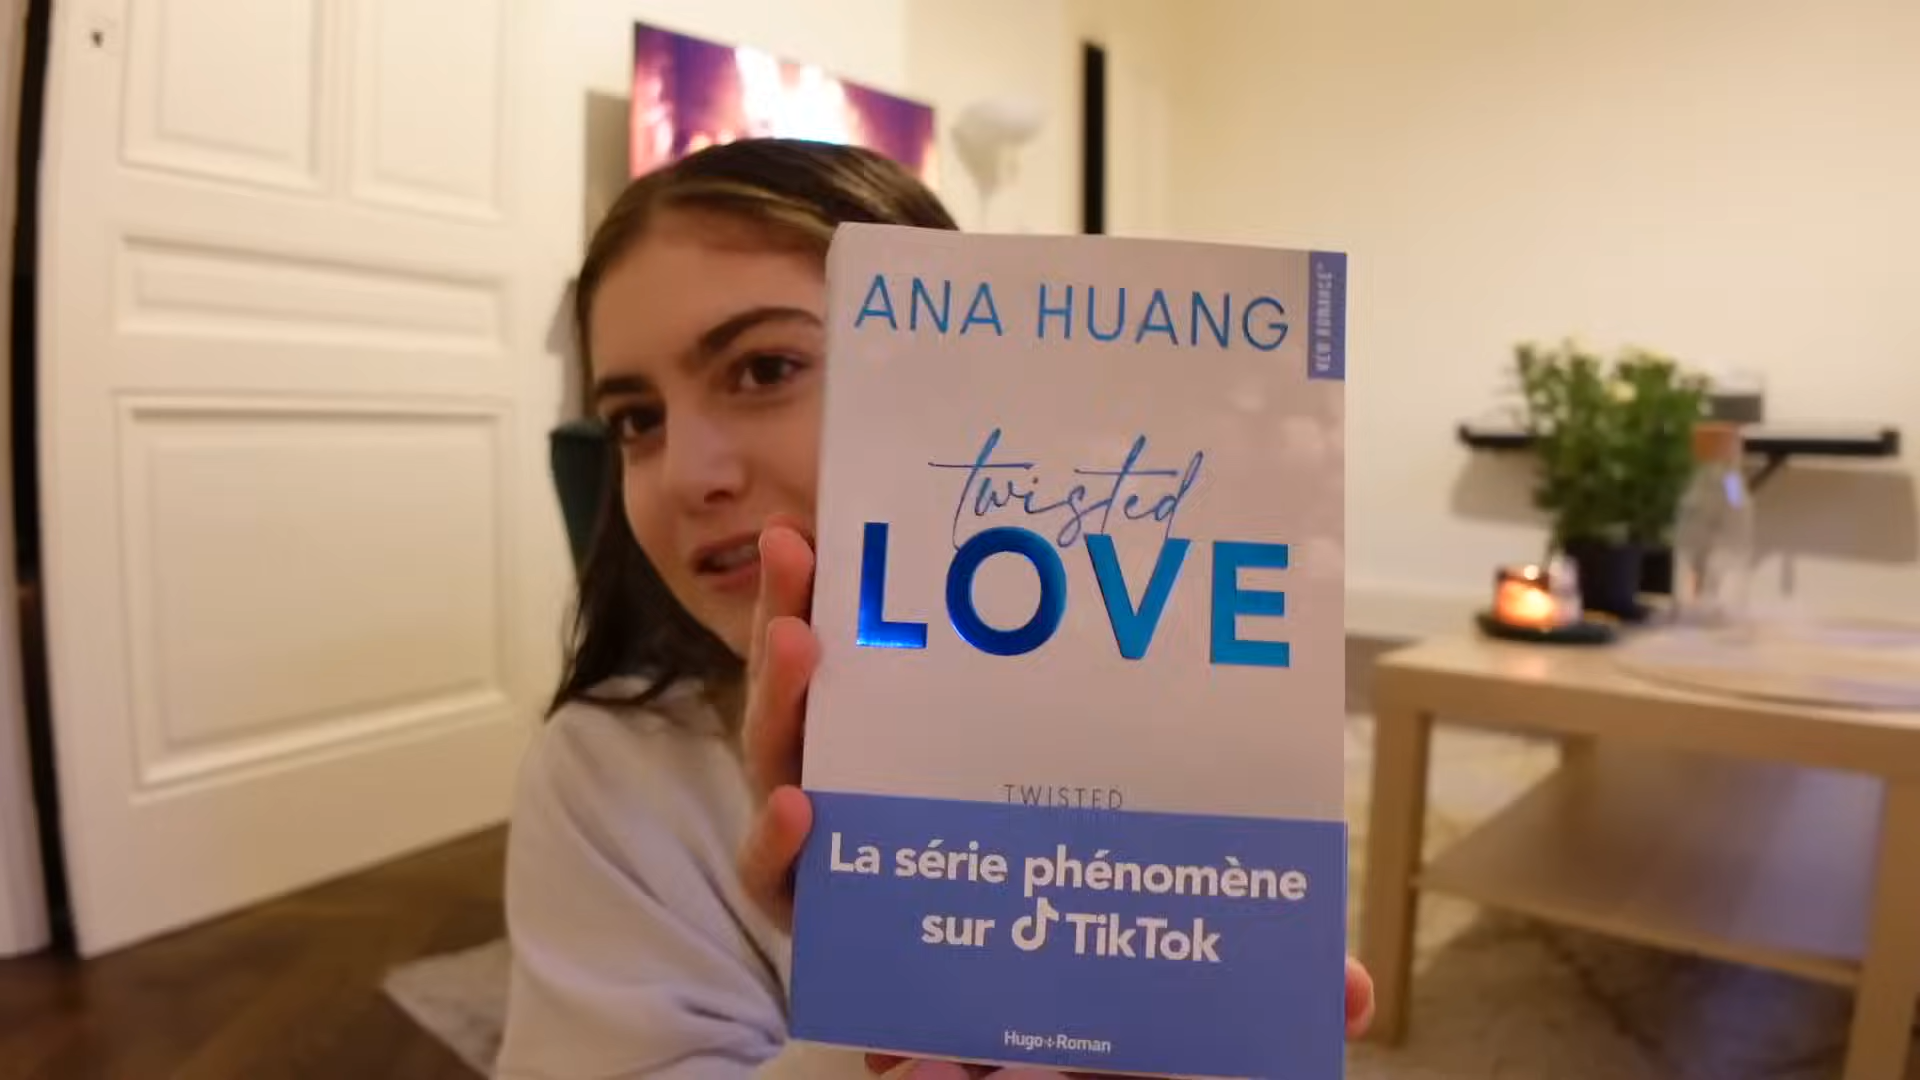 ANA HUANG
NEW ROMANCE
twisted
LOVE
TWISTED
La série phénomène
sur TikTok
Hugo+Roman